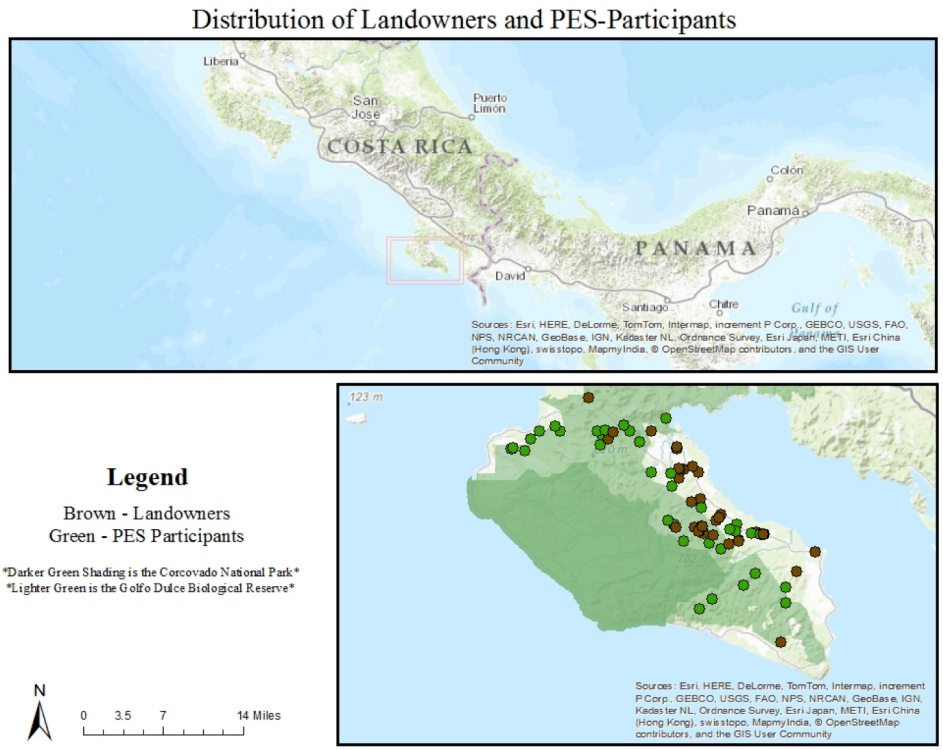 Distribution of Landowners and PES-Participants
Liberia
San
José
Puerto
Limón
COSTA RICA
Colón
Panamá
PANAMA
David
Santiago
Chitre
Gulf of
Panama
Sources: Esri, HERE, DeLorme, TomTom, Intermap, increment P Corp., GEBCO, USGS, FAO,
NPS, NRCAN, GeoBase, IGN, Kadaster NL, Ordnance Survey, Esri Japan, METI, Esri China
(Hong Kong), swisstopo, MapmyIndia, © OpenStreetMap contributors, and the GIS User
Community
123 m
Legend
Brown - Landowners
Green - PES Participants
*Darker Green Shading is the Corcovado National Park*
*Lighter Green is the Golfo Dulce Biological Reserve*
N
0 3.5 7 14 Miles
Sources: Esri, HERE, DeLorme, TomTom, Intermap, increment
P Corp., GEBCO, USGS, FAO, NPS, NRCAN, GeoBase, IGN,
Kadaster NL, Ordnance Survey, Esri Japan, METI, Esri China
(Hong Kong), swisstopo, MapmyIndia, © OpenStreetMap
contributors, and the GIS User Community